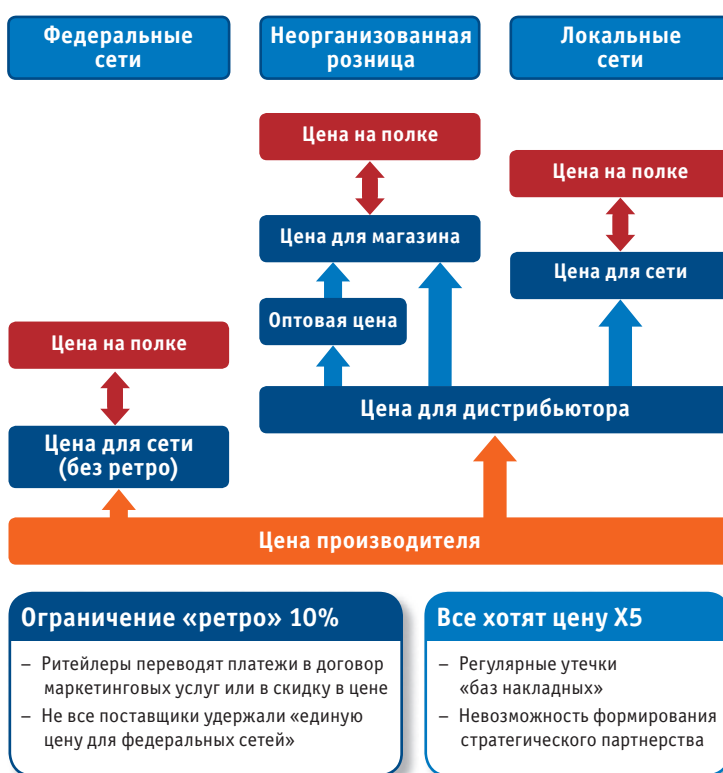 Федеральные
сети
Неорганизованная
розница
Локальные
сети
Цена на полке
Цена на полке
Цена для магазина
Цена для сети
Оптовая цена
Цена на полке
Цена для дистрибьютора
Цена для сети
(без ретро)
Цена производителя
Ограничение «ретро» 10%
– Ритейлеры переводят платежи в договор
маркетинговых услуг или в скидку в цене
– Не все поставщики удержали «единую
цену для федеральных сетей»
Все хотят цену X5
– Регулярные утечки
«баз накладных»
– Невозможность формирования
стратегического партнерства